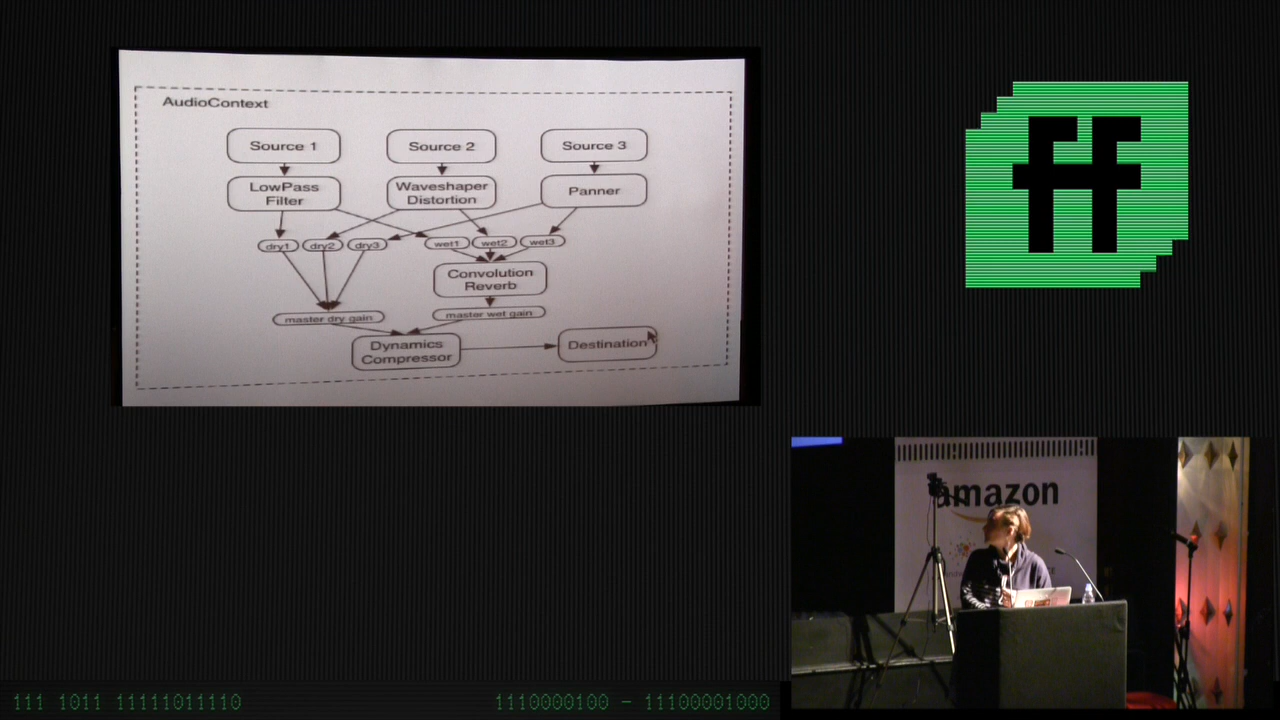 AudioContext
Source 1
Source 2
Source 3
LowPass
Filter
Waveshaper
Distortion
Panner
dry1
dry2
dry3
wet1
wet2
wet3
Convolution
Reverb
master dry gain
master wet gain
Dynamics
Compressor
Destination
ff
amazon
111 1011 11111011110
1110000100 - 11100001000